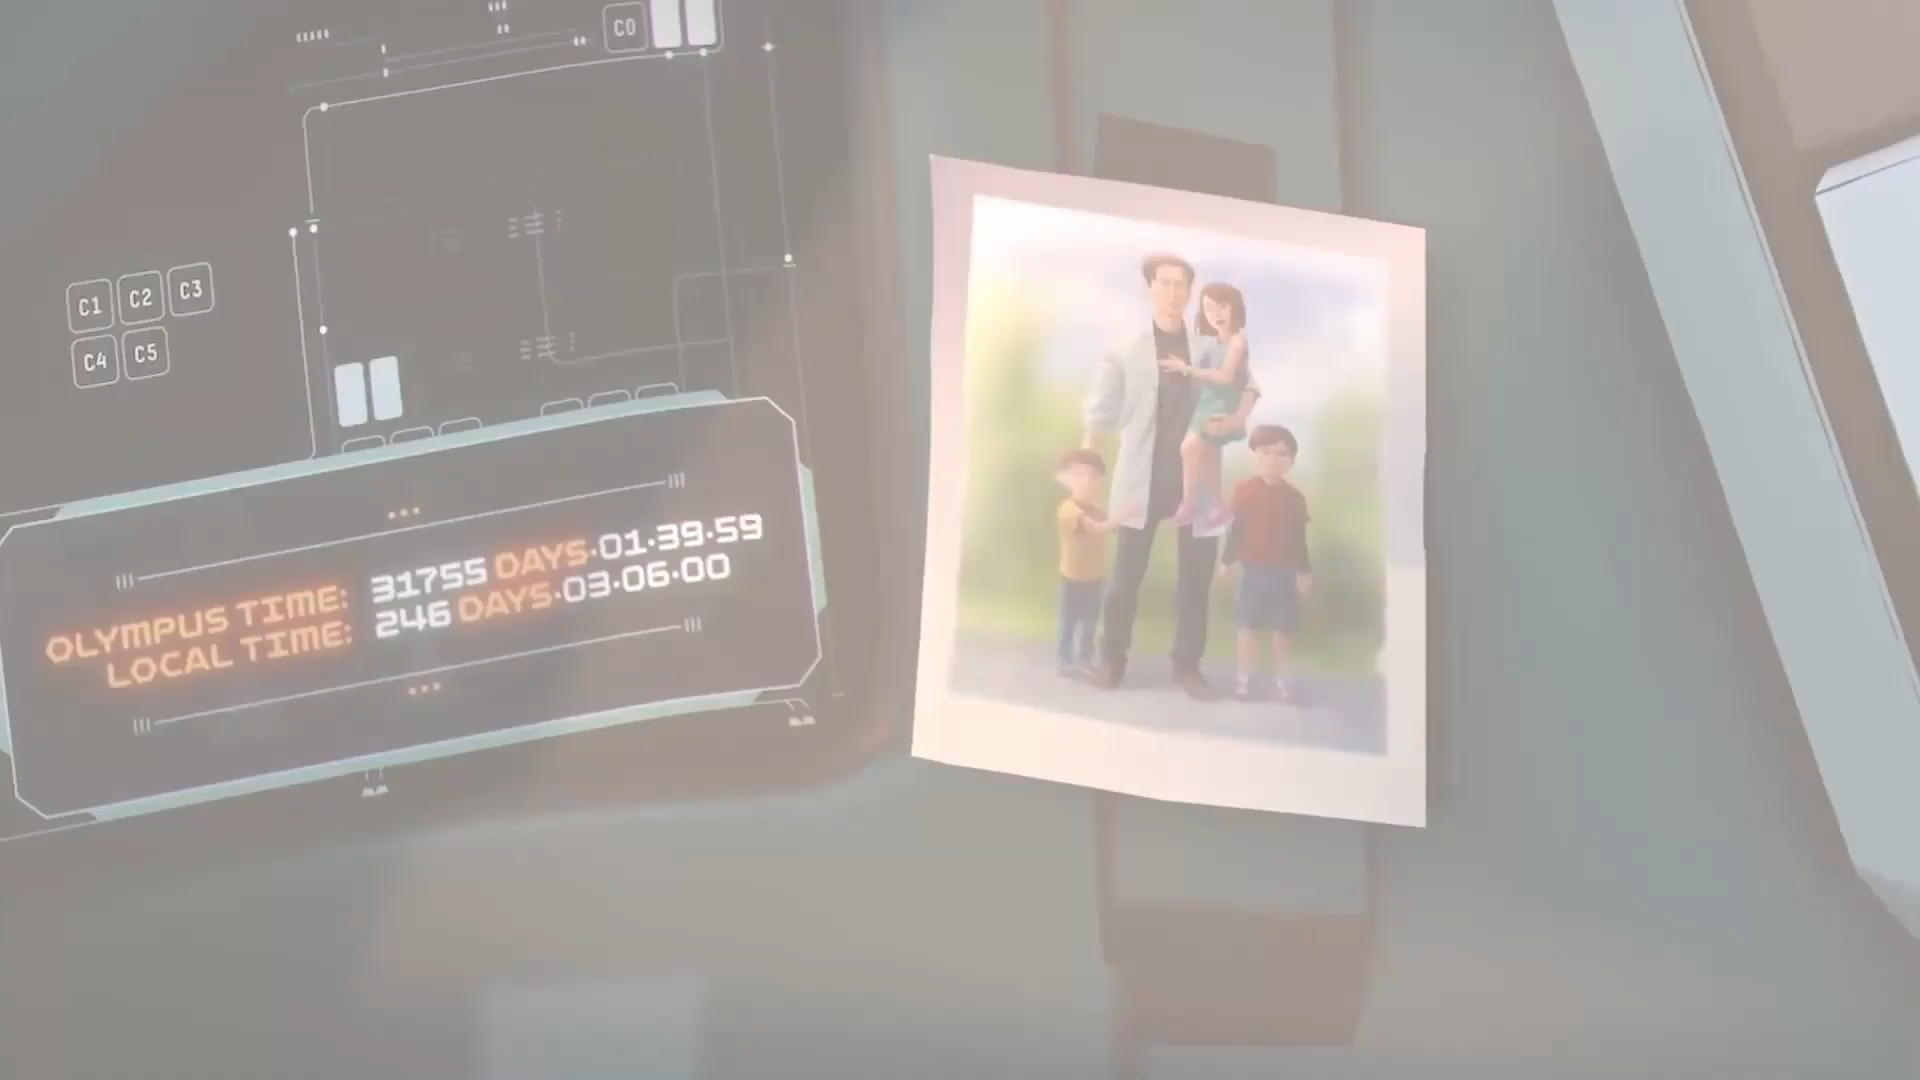 C0
C1 C2 C3
C4 C5
OLYMPUS TIME: 31755 DAYS·01·39·59
LOCAL TIME: 246 DAYS·03·06·00